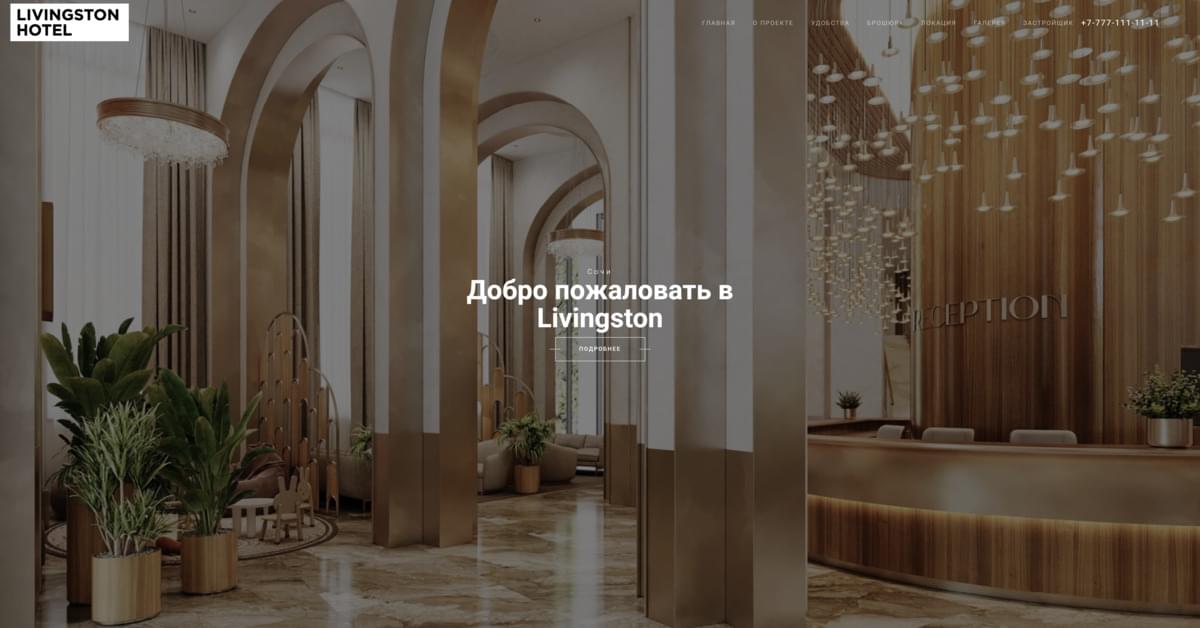 LIVINGSTON
HOTEL
ГЛАВНАЯ О ПРОЕКТЕ УДОБСТВА БРОШЮРА ЛОКАЦИЯ ГАЛЕРЕЯ ЗАСТРОЙЩИК +7-777-111-11-11
Сочи
Добро пожаловать в
Livingston
ПОДРОБНЕЕ
RECEPTION